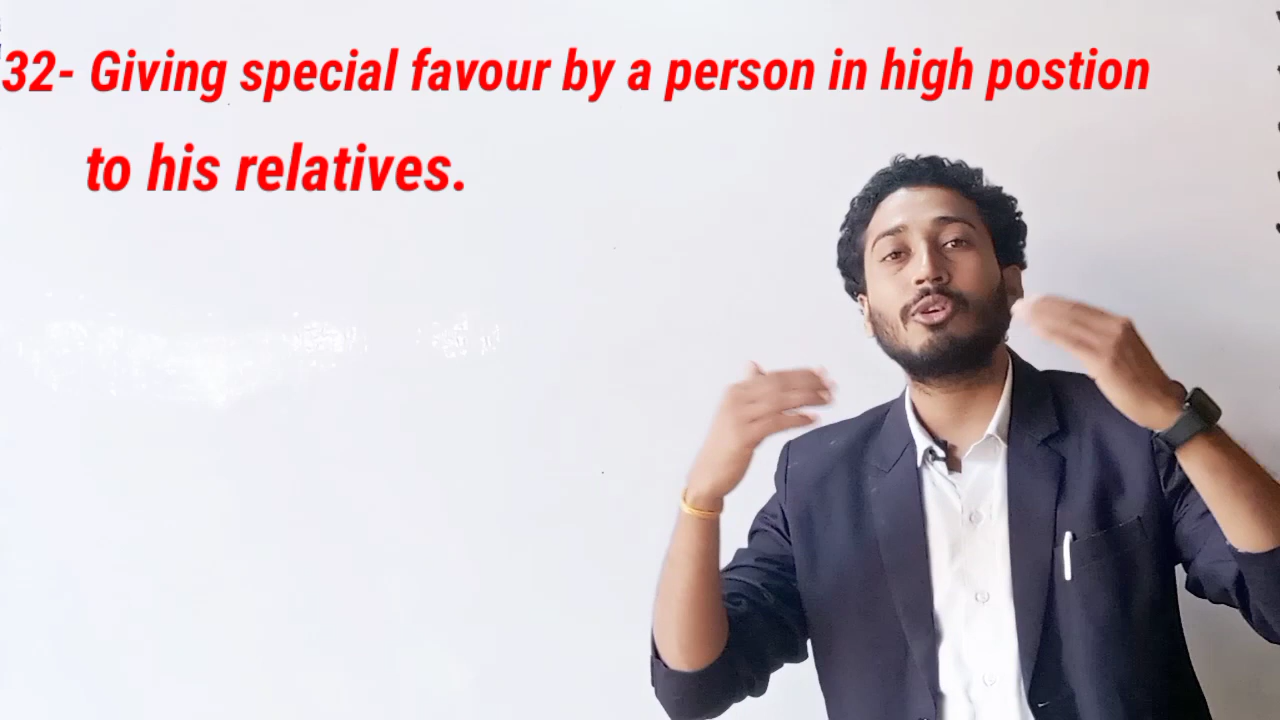 32- Giving special favour by a person in high postion
to his relatives.